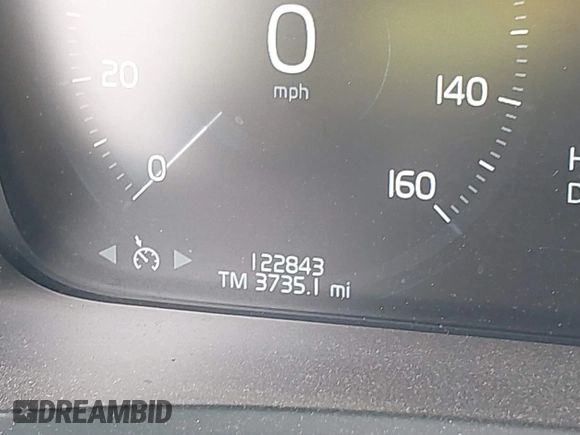 0
mph
20
0
140
160
H
D
122843
TM 3735.1 mi
DREAMBID